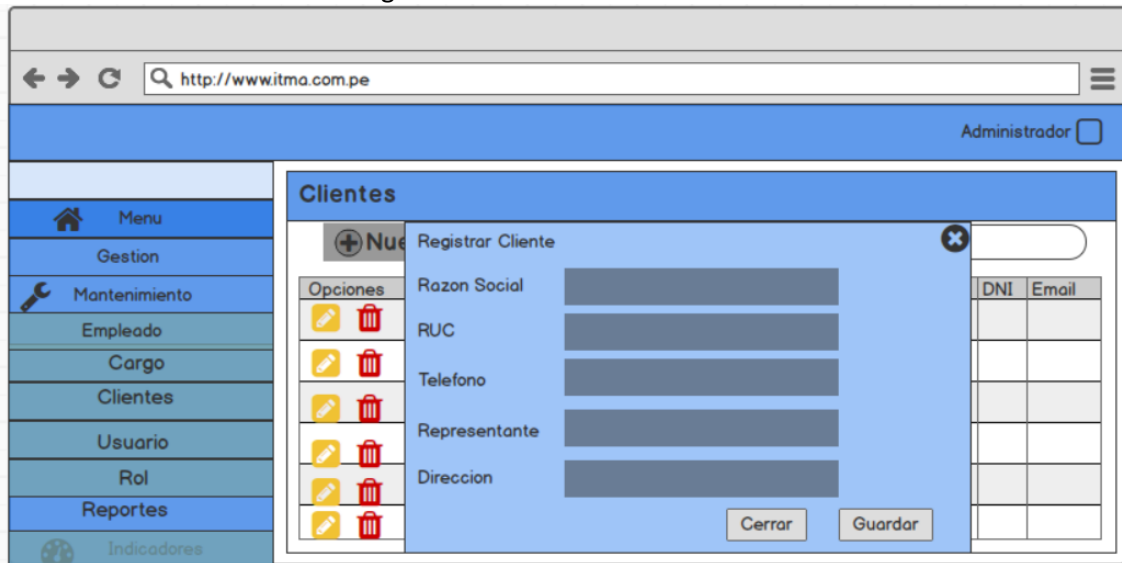 http://www.itma.com.pe
Administrador
Clientes
Menu
Gestion
Mantenimiento
Empleado
Cargo
Clientes
Usuario
Rol
Reportes
Indicadores
Nue
Registrar Cliente
Opciones
DNI Email
Razon Social
RUC
Telefono
Representante
Direccion
Cerrar Guardar